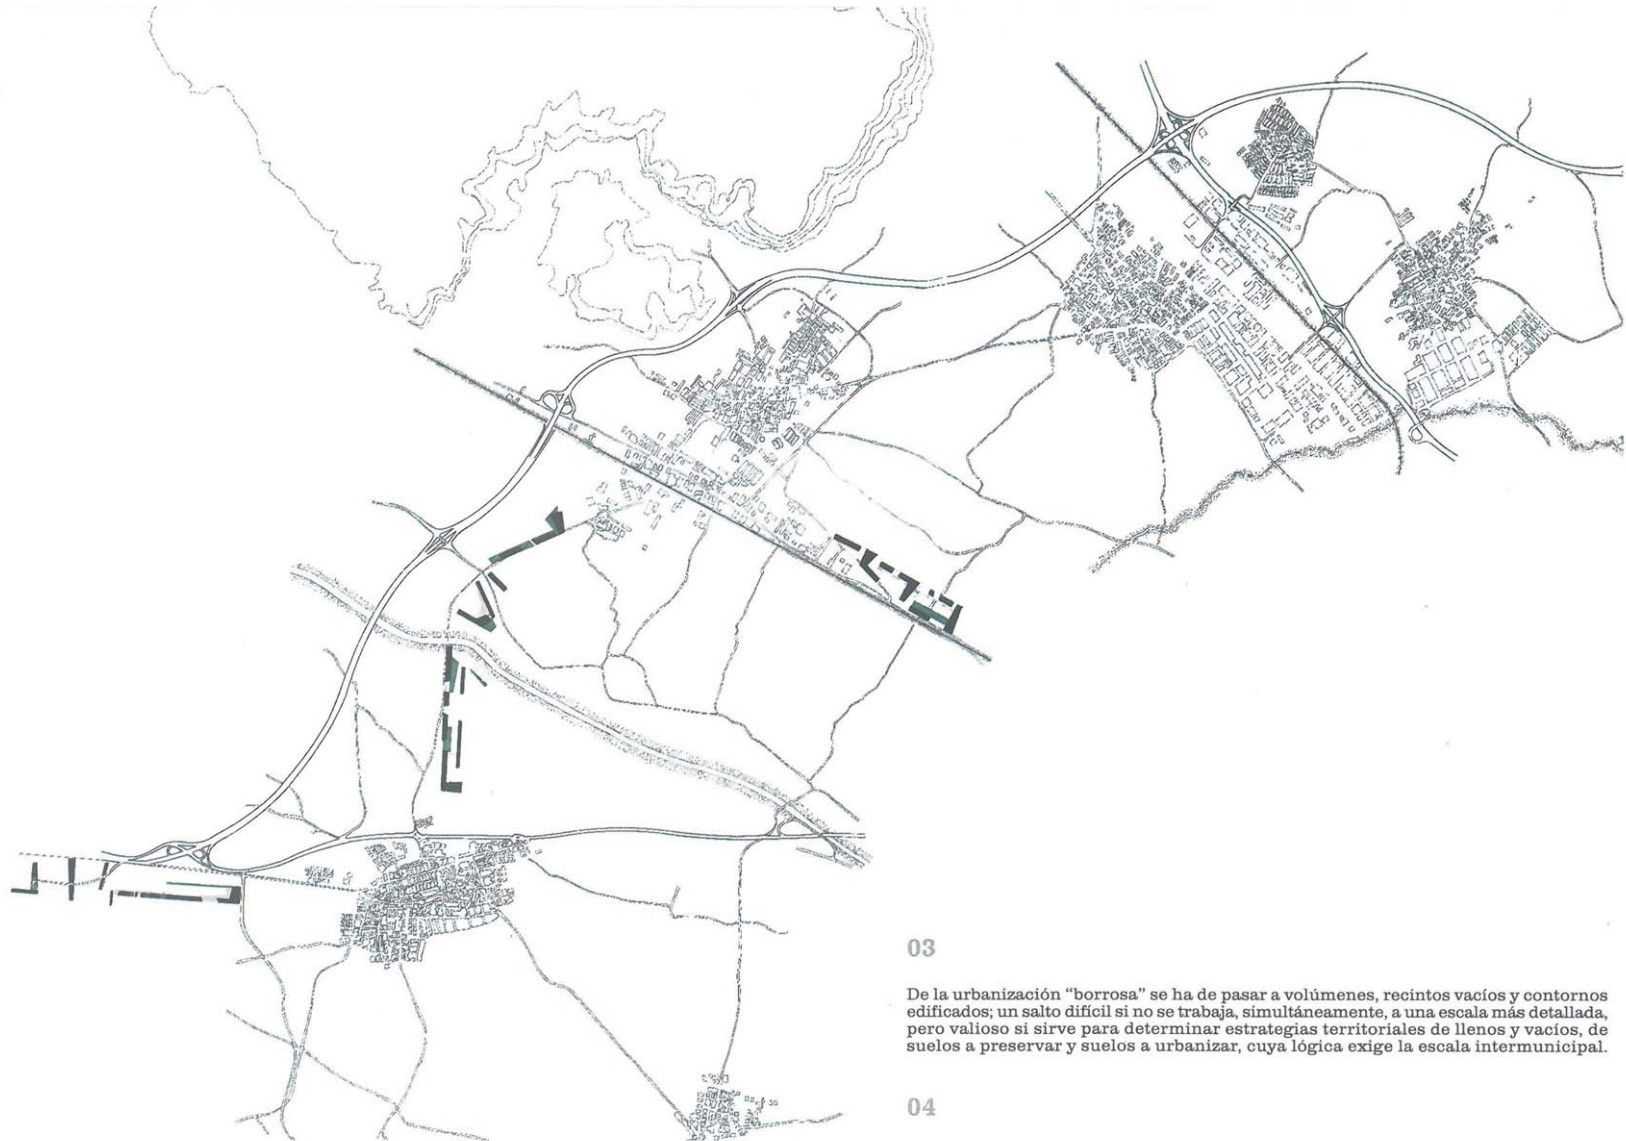 03
De la urbanización “borrosa” se ha de pasar a volúmenes, recintos vacíos y contornos
edificados; un salto difícil si no se trabaja, simultáneamente, a una escala más detallada,
pero valioso si sirve para determinar estrategias territoriales de llenos y vacíos, de
suelos a preservar y suelos a urbanizar, cuya lógica exige la escala intermunicipal.
04